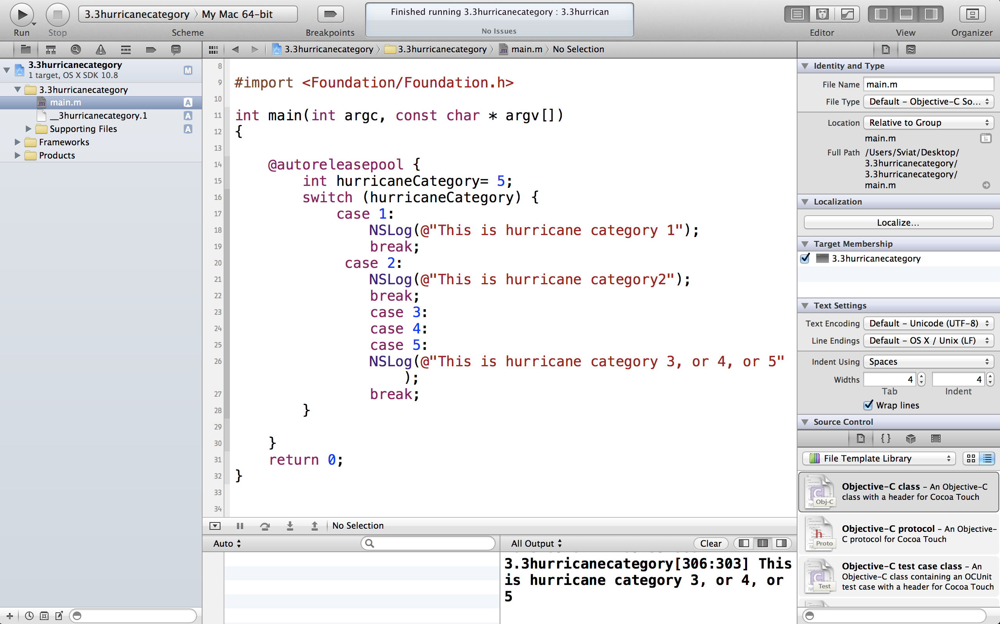 3.3hurricanecategory 〉 My Mac 64-bit
Finished running 3.3hurricanecategory : 3.3hurrican
No Issues
Run
Stop
Scheme
Breakpoints
Editor
View
Organizer
3.3hurricanecategory 〉 3.3hurricanecategory 〉 main.m 〉 No Selection
3.3hurricanecategory
1 target, OS X SDK 10.8
M
3.3hurricanecategory
main.m A
__3hurricanecategory.1 A
Supporting Files A
Frameworks
Products
8
9 #import <Foundation/Foundation.h>
10
11 int main(int argc, const char * argv[])
12 {
13
14 @autoreleasepool {
15 int hurricaneCategory= 5;
16 switch (hurricaneCategory) {
17 case 1:
18 NSLog(@"This is hurricane category 1");
19 break;
20 case 2:
21 NSLog(@"This is hurricane category2");
22 break;
23 case 3:
24 case 4:
25 case 5:
26 NSLog(@"This is hurricane category 3, or 4, or 5"
);
27 break;
28 }
29
30 }
31 return 0;
32 }
33
34
No Selection
Auto
All Output
Clear
3.3hurricanecategory[306:303] This
is hurricane category 3, or 4, or
5
Identity and Type
File Name main.m
File Type Default - Objective-C So...
Location Relative to Group
main.m
Full Path /Users/Sviat/Desktop/
3.3hurricanecategory/
3.3hurricanecategory/
main.m
Localization
Localize...
Target Membership
3.3hurricanecategory
Text Settings
Text Encoding Default - Unicode (UTF-8)
Line Endings Default - OS X / Unix (LF)
Indent Using Spaces
Widths 4 4
Tab Indent
Wrap lines
Source Control
{}
File Template Library
Obj-C
Objective-C class - An Objective-C
class with a header for Cocoa Touch
h
Proto
Objective-C protocol - An Objective-
C protocol for Cocoa Touch
Test
Objective-C test case class - An
Objective-C class containing an OCUnit
test case with a header for Cocoa Touch